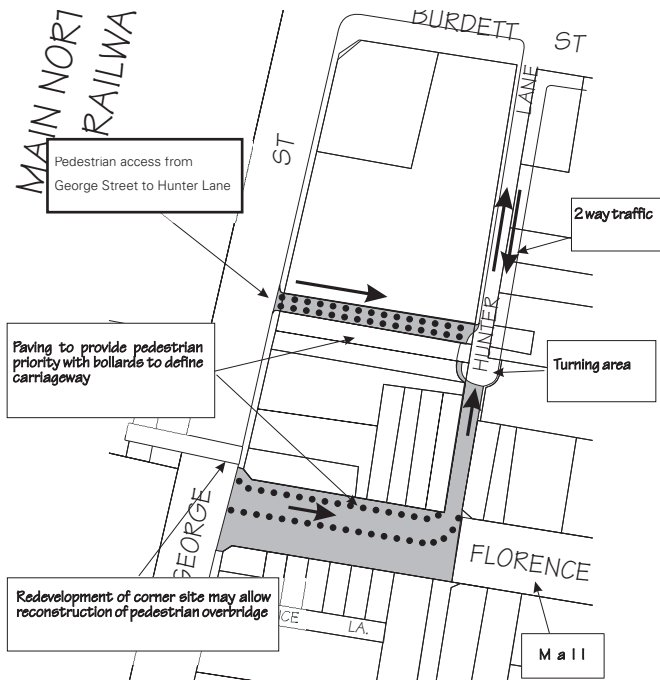 BURDETT
ST
MAIN NORT
RAILWA
LANE
ST
Pedestrian access from
George Street to Hunter Lane
2 way traffic
HUNTER
Paving to provide pedestrian
priority with bollards to define
carriageway
Turning area
GEORGE
FLORENCE
Redevelopment of corner site may allow
reconstruction of pedestrian overbridge
CE
LA.
Mall